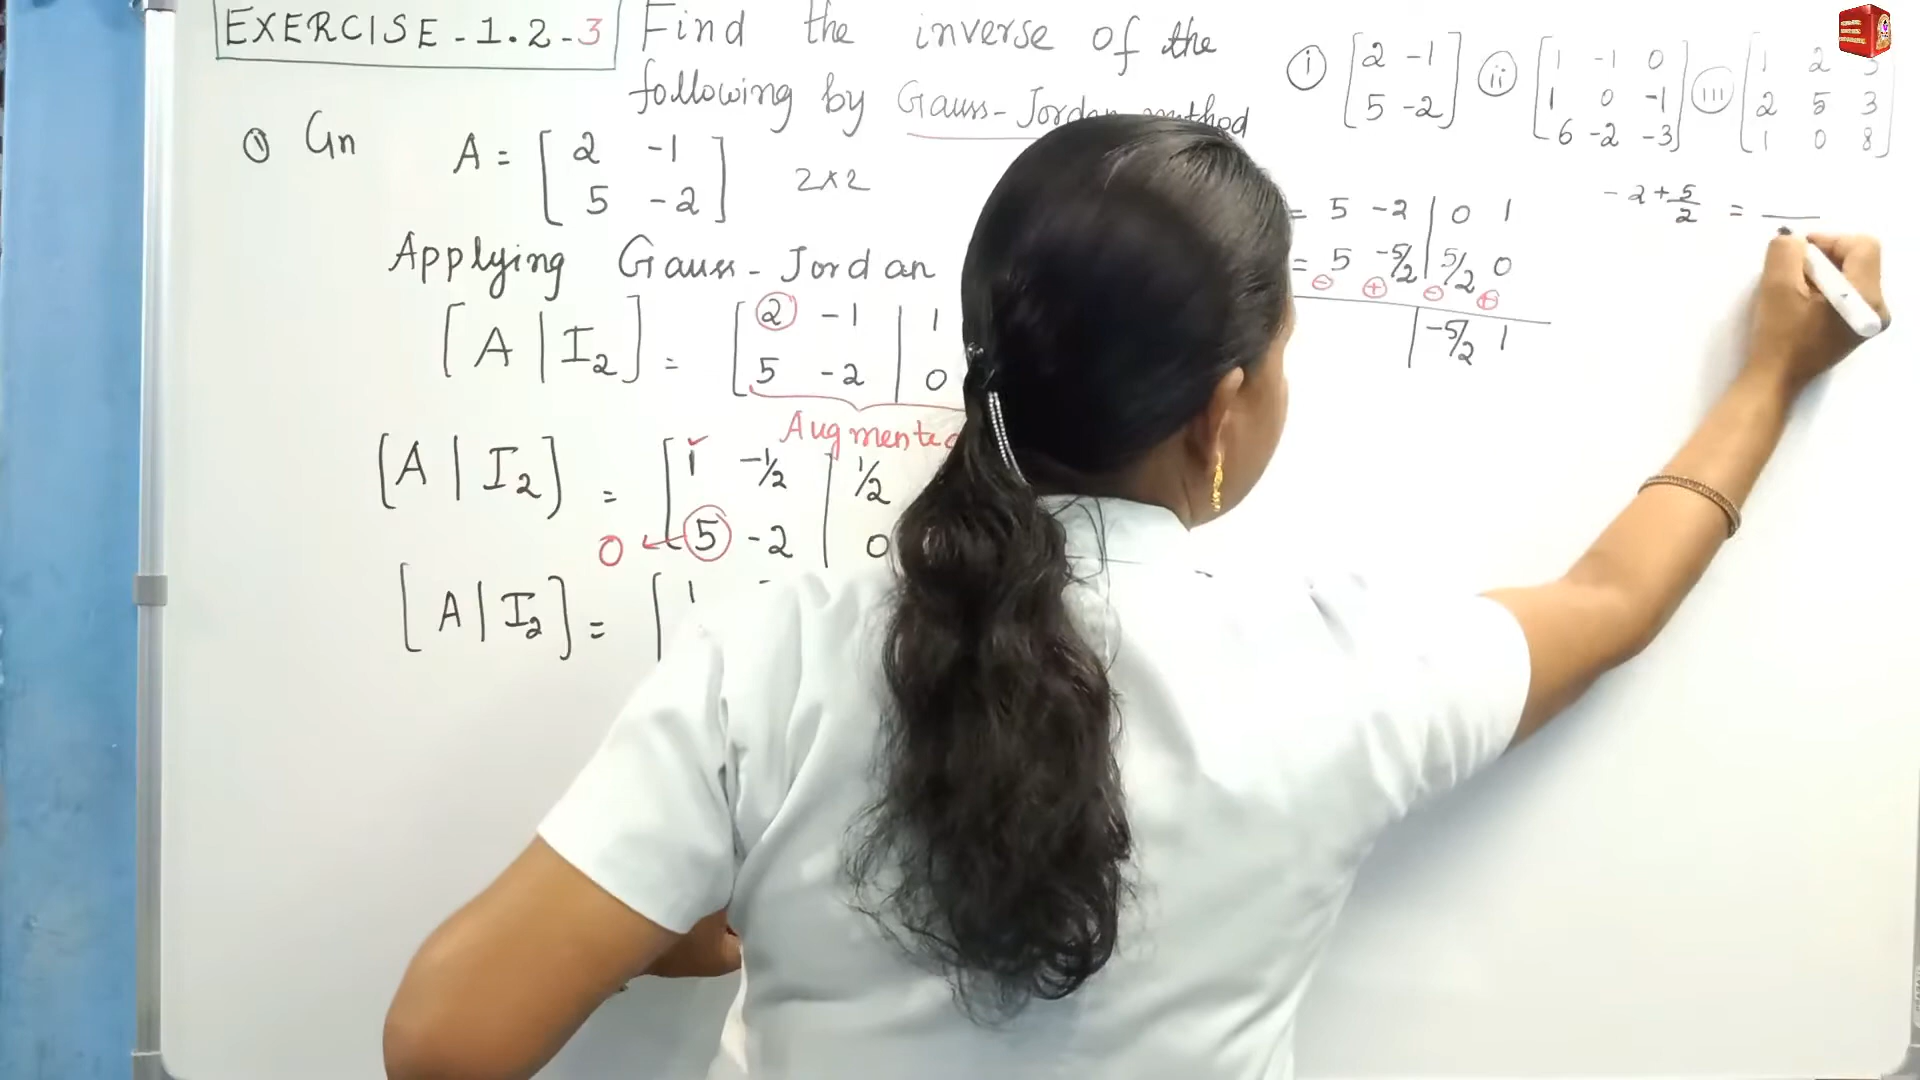 EXERCISE-1.2-3
Find the inverse of the
following by Gauss-Jordan method
(i) [2 -1
5 -2]
(ii) [1 -1 0
1 0 -1
6 -2 -3]
(iii) [1 2 3
2 5 3
1 0 8]
(i) Gn A = [2 -1
5 -2] 2×2
Applying Gauss-Jordan
[A | I₂] = [2 -1 | 1
5 -2 | 0
Augmented
[A | I₂] = [1 -1/2 | 1/2
0 ← 5 -2 | 0
[A | I₂] = [1 -
= 5 -2 | 0 1
= 5 -5/2 | 5/2 0
⊖ ⊕ ⊖ ⊕
| -5/2 1
-2 + 5/2 =